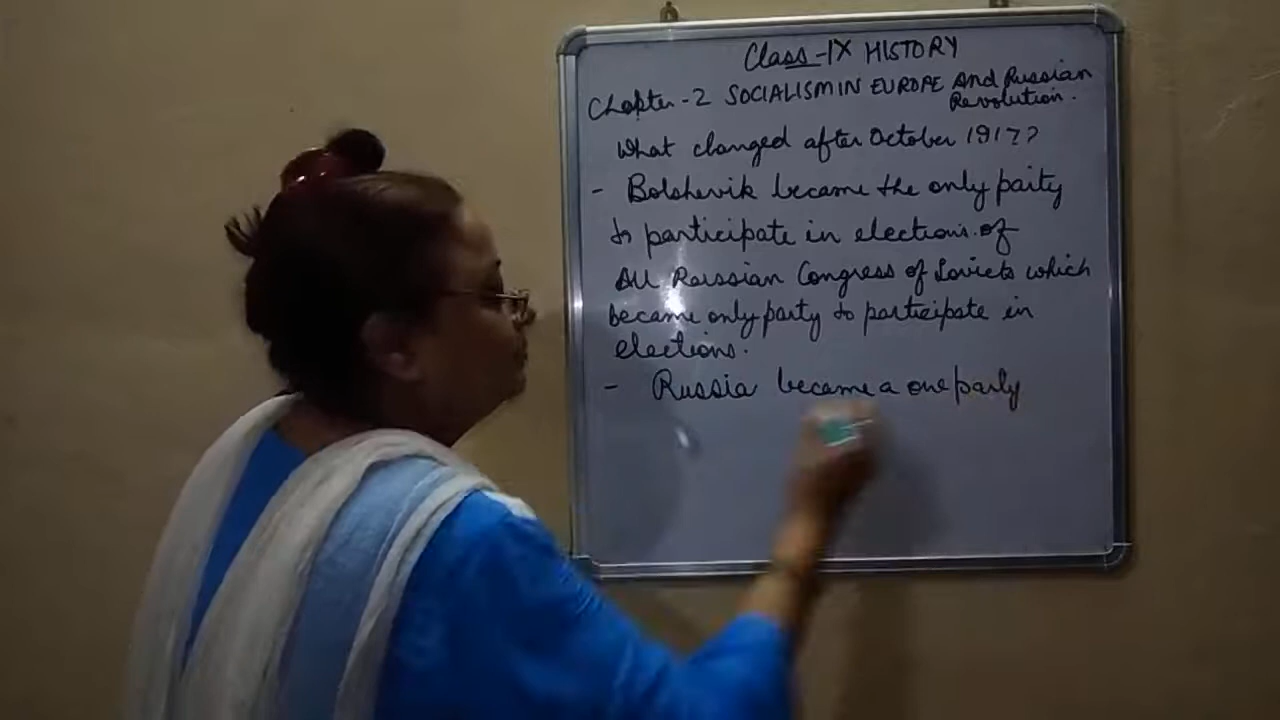 Class-IX HISTORY
Chapter-2 SOCIALISM IN EUROPE And Russian
Revolution.
What changed after October 1917?
- Bolshevik became the only party
to participate in elections of
All Russian Congress of Soviets which
became only party to participate in
elections.
- Russia became a one party